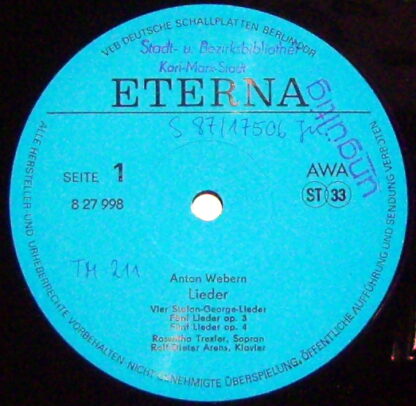 VEB DEUTSCHE SCHALLPLATTEN BERLIN DDR
Stadt- u. Bezirksbibliothek
Karl-Marx-Stadt
ETERNA
S 87/17506
ungültig
SEITE 1
AWA
8 27 998
ST 33
TM 211
Anton Webern
Lieder
Vier Stefan-George-Lieder
Fünf Lieder op. 3
Fünf Lieder op. 4
Roswitha Trexler, Sopran
Rolf-Dieter Arens, Klavier
ALLE HERSTELLER- UND URHEBERRECHTE VORBEHALTEN · NICHT GENEHMIGTE ÜBERSPIELUNG, ÖFFENTLICHE AUFFÜHRUNG UND SENDUNG VERBOTEN